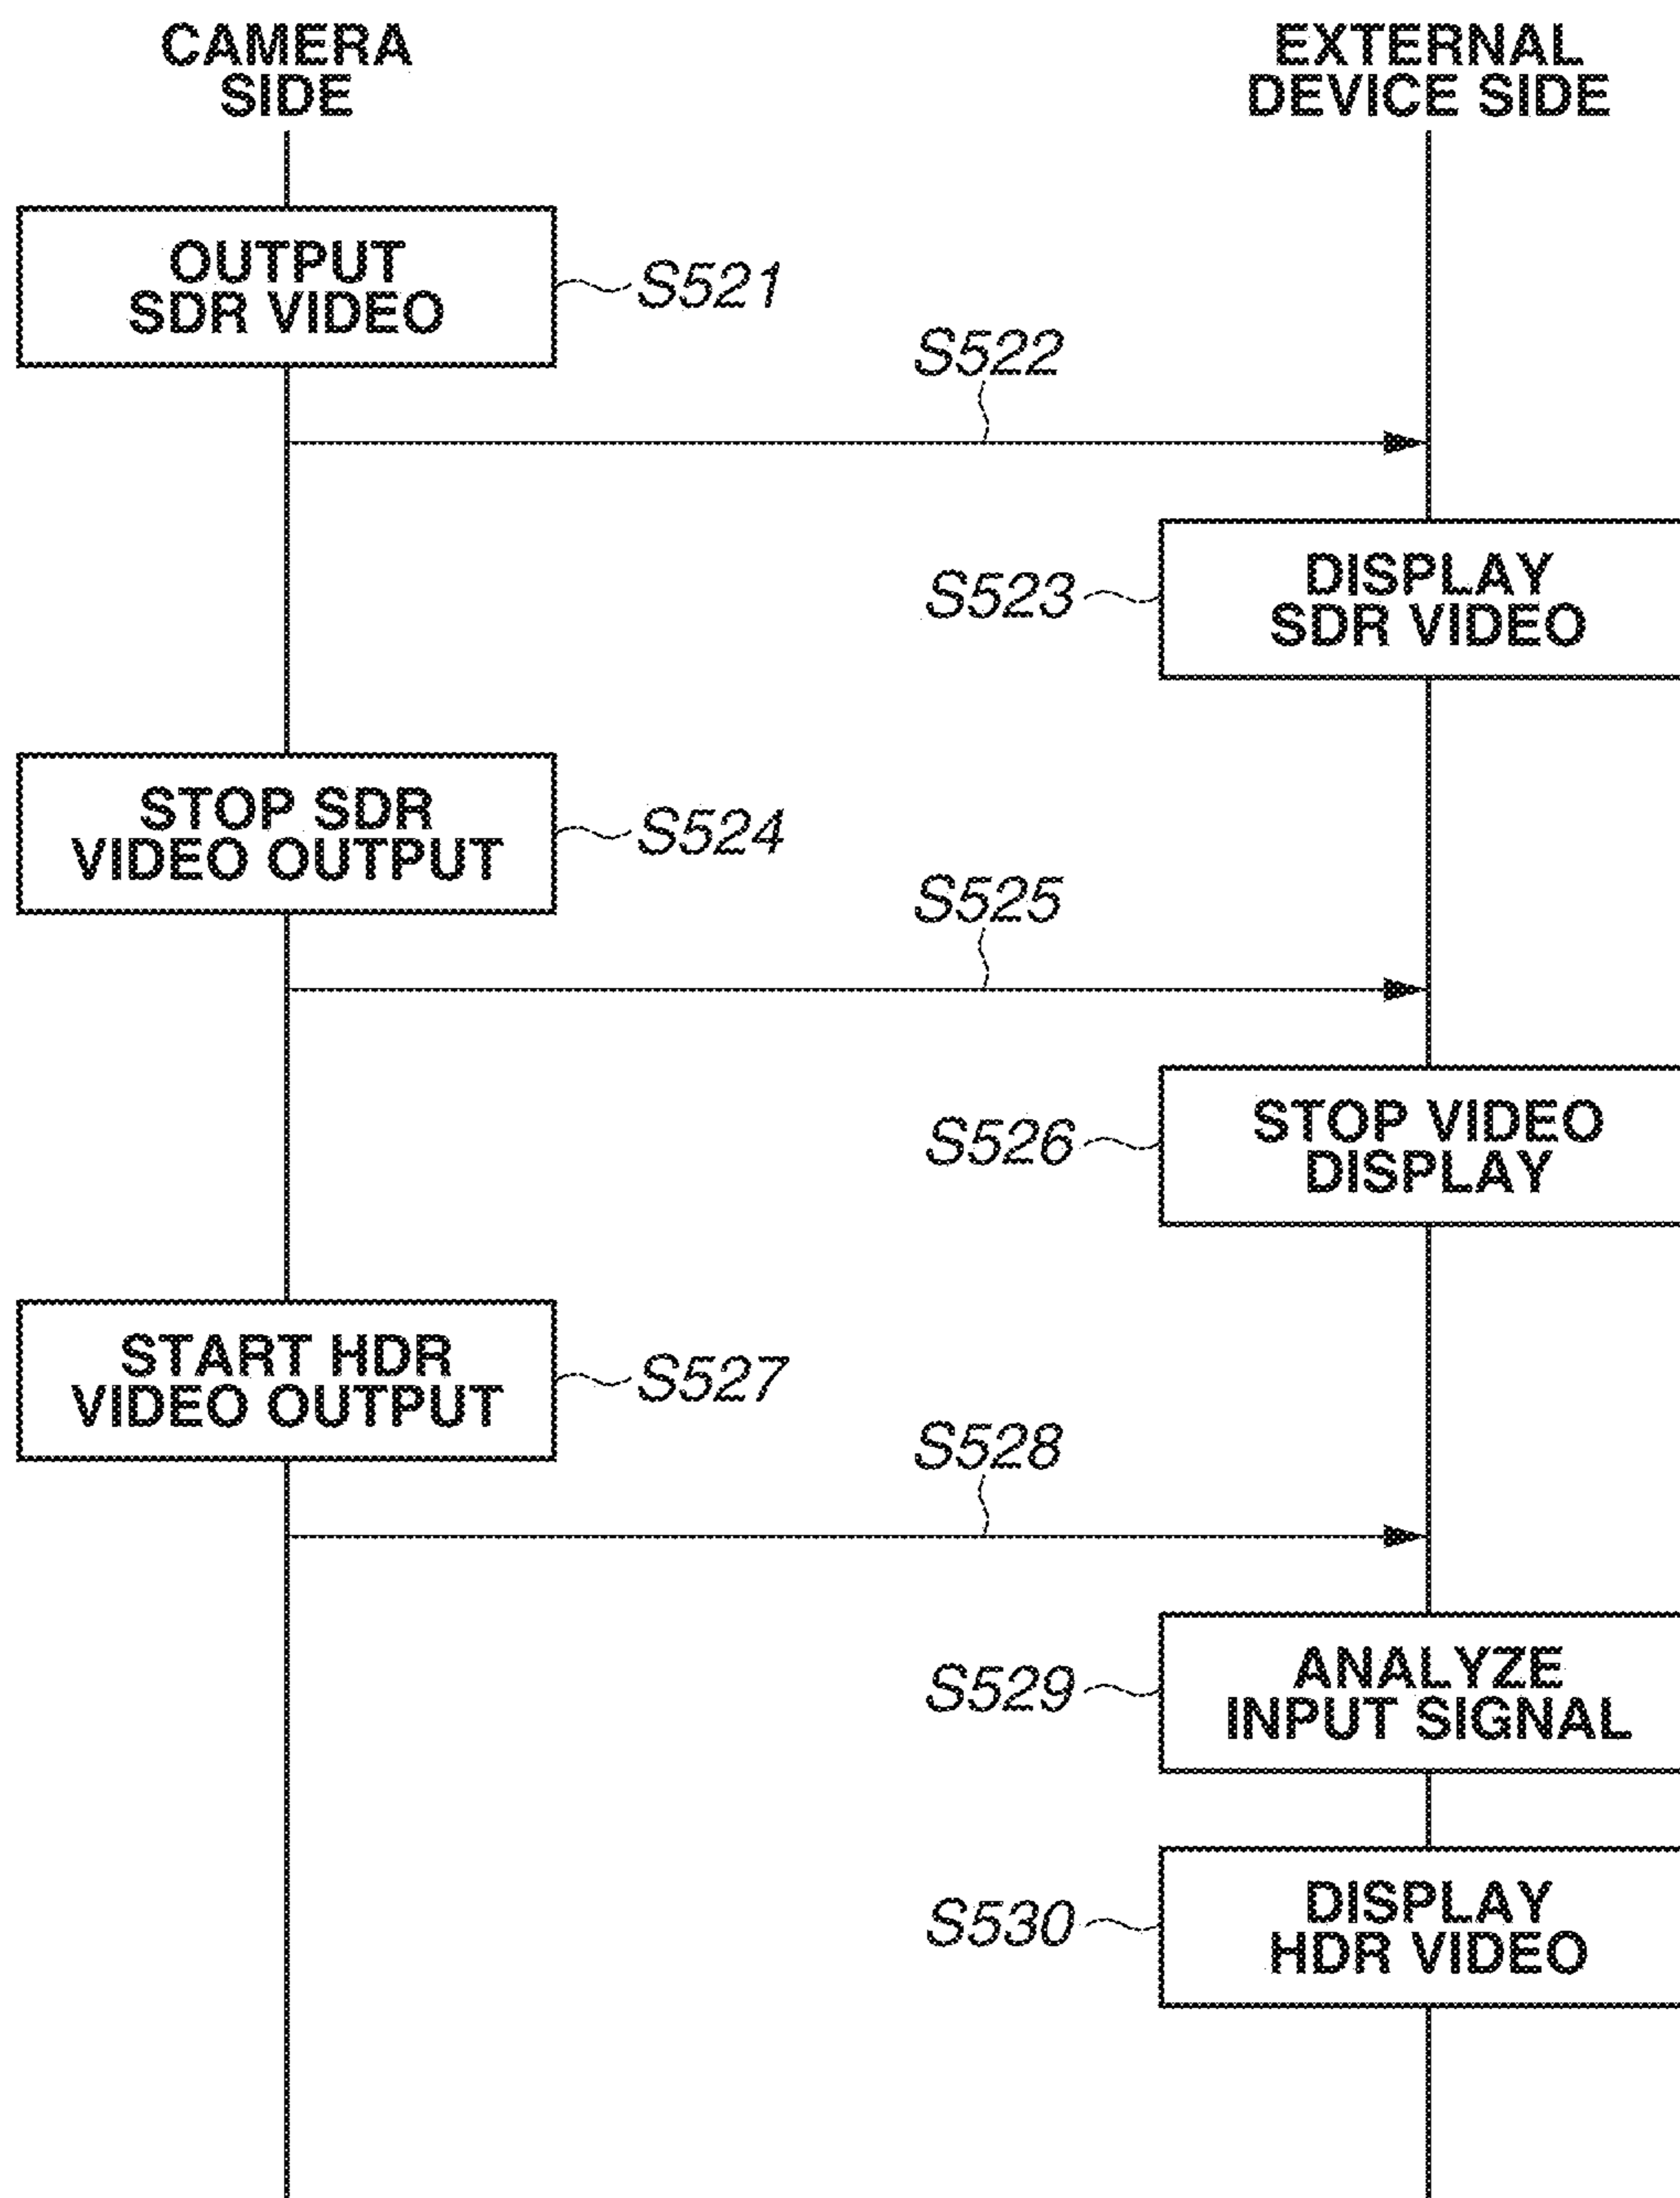 CAMERA
SIDE
EXTERNAL
DEVICE SIDE
OUTPUT
SDR VIDEO
S521
S522
S523
DISPLAY
SDR VIDEO
STOP SDR
VIDEO OUTPUT
S524
S525
S526
STOP VIDEO
DISPLAY
START HDR
VIDEO OUTPUT
S527
S528
S529
ANALYZE
INPUT SIGNAL
S530
DISPLAY
HDR VIDEO